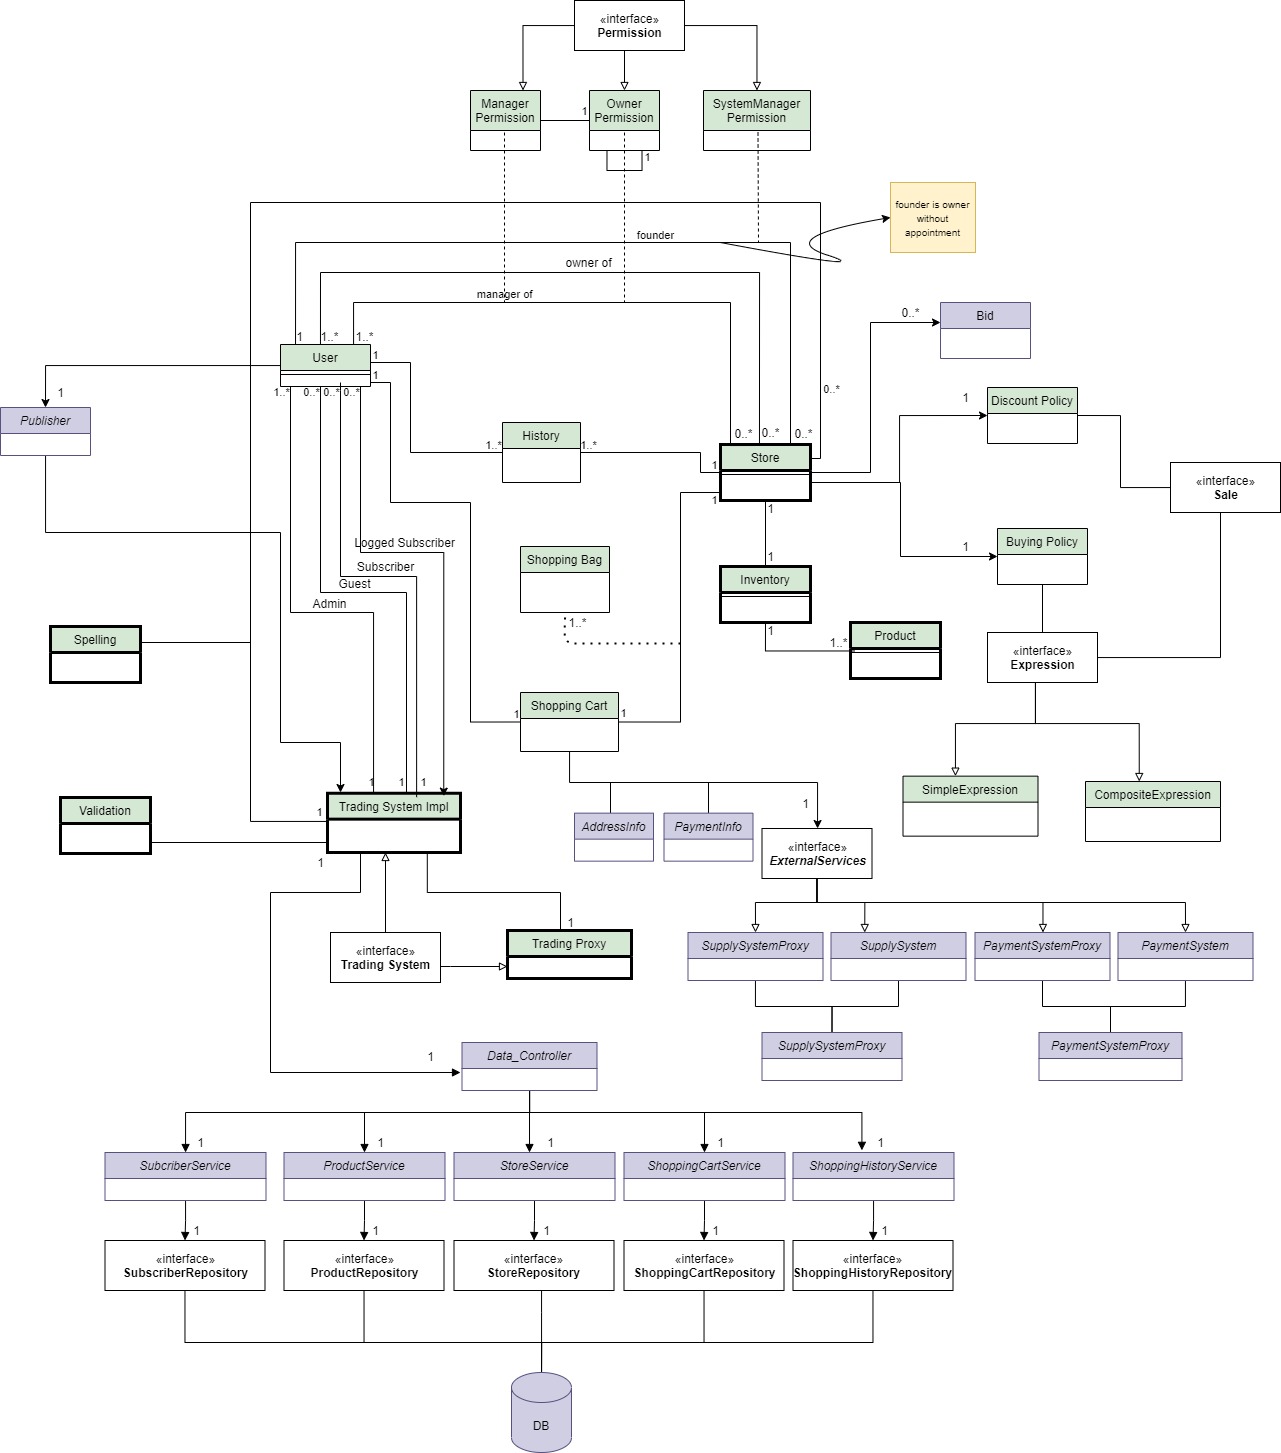 «interface»
Permission
Manager
Permission
1
Owner
Permission
1
SystemManager
Permission
founder is owner
without
appointment
founder
owner of
manager of
0..*
Bid
1
1..*
1..*
User
1
1
1..*
0..*
0..*
0..*
0..*
1
Publisher
1
Discount Policy
1..*
History
1..*
0..*
0..*
0..*
1
Store
1
1
«interface»
Sale
Logged Subscriber
Subscriber
Guest
Admin
Shopping Bag
1..*
1
Inventory
1
1
Buying Policy
Spelling
1..*
Product
«interface»
Expression
1
Shopping Cart
1
SimpleExpression
CompositeExpression
1
1
1
Validation
1
Trading System Impl
1
AddressInfo
PaymentInfo
1
«interface»
ExternalServices
«interface»
Trading System
1
Trading Proxy
SupplySystemProxy
SupplySystem
PaymentSystemProxy
PaymentSystem
SupplySystemProxy
PaymentSystemProxy
1
Data_Controller
1
1
1
1
1
SubcriberService
ProductService
StoreService
ShoppingCartService
ShoppingHistoryService
1
1
1
1
1
«interface»
SubscriberRepository
«interface»
ProductRepository
«interface»
StoreRepository
«interface»
ShoppingCartRepository
«interface»
ShoppingHistoryRepository
DB